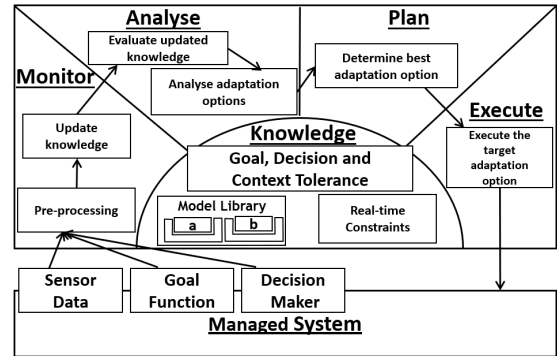 Analyse
Plan
Evaluate updated
knowledge
Determine best
adaptation option
Monitor
Analyse adaptation
options
Execute
Update
knowledge
Knowledge
Execute the
target
adaptation
option
Goal, Decision and
Context Tolerance
Pre-processing
Model Library
a
b
Real-time
Constraints
Sensor
Data
Goal
Function
Decision
Maker
Managed System